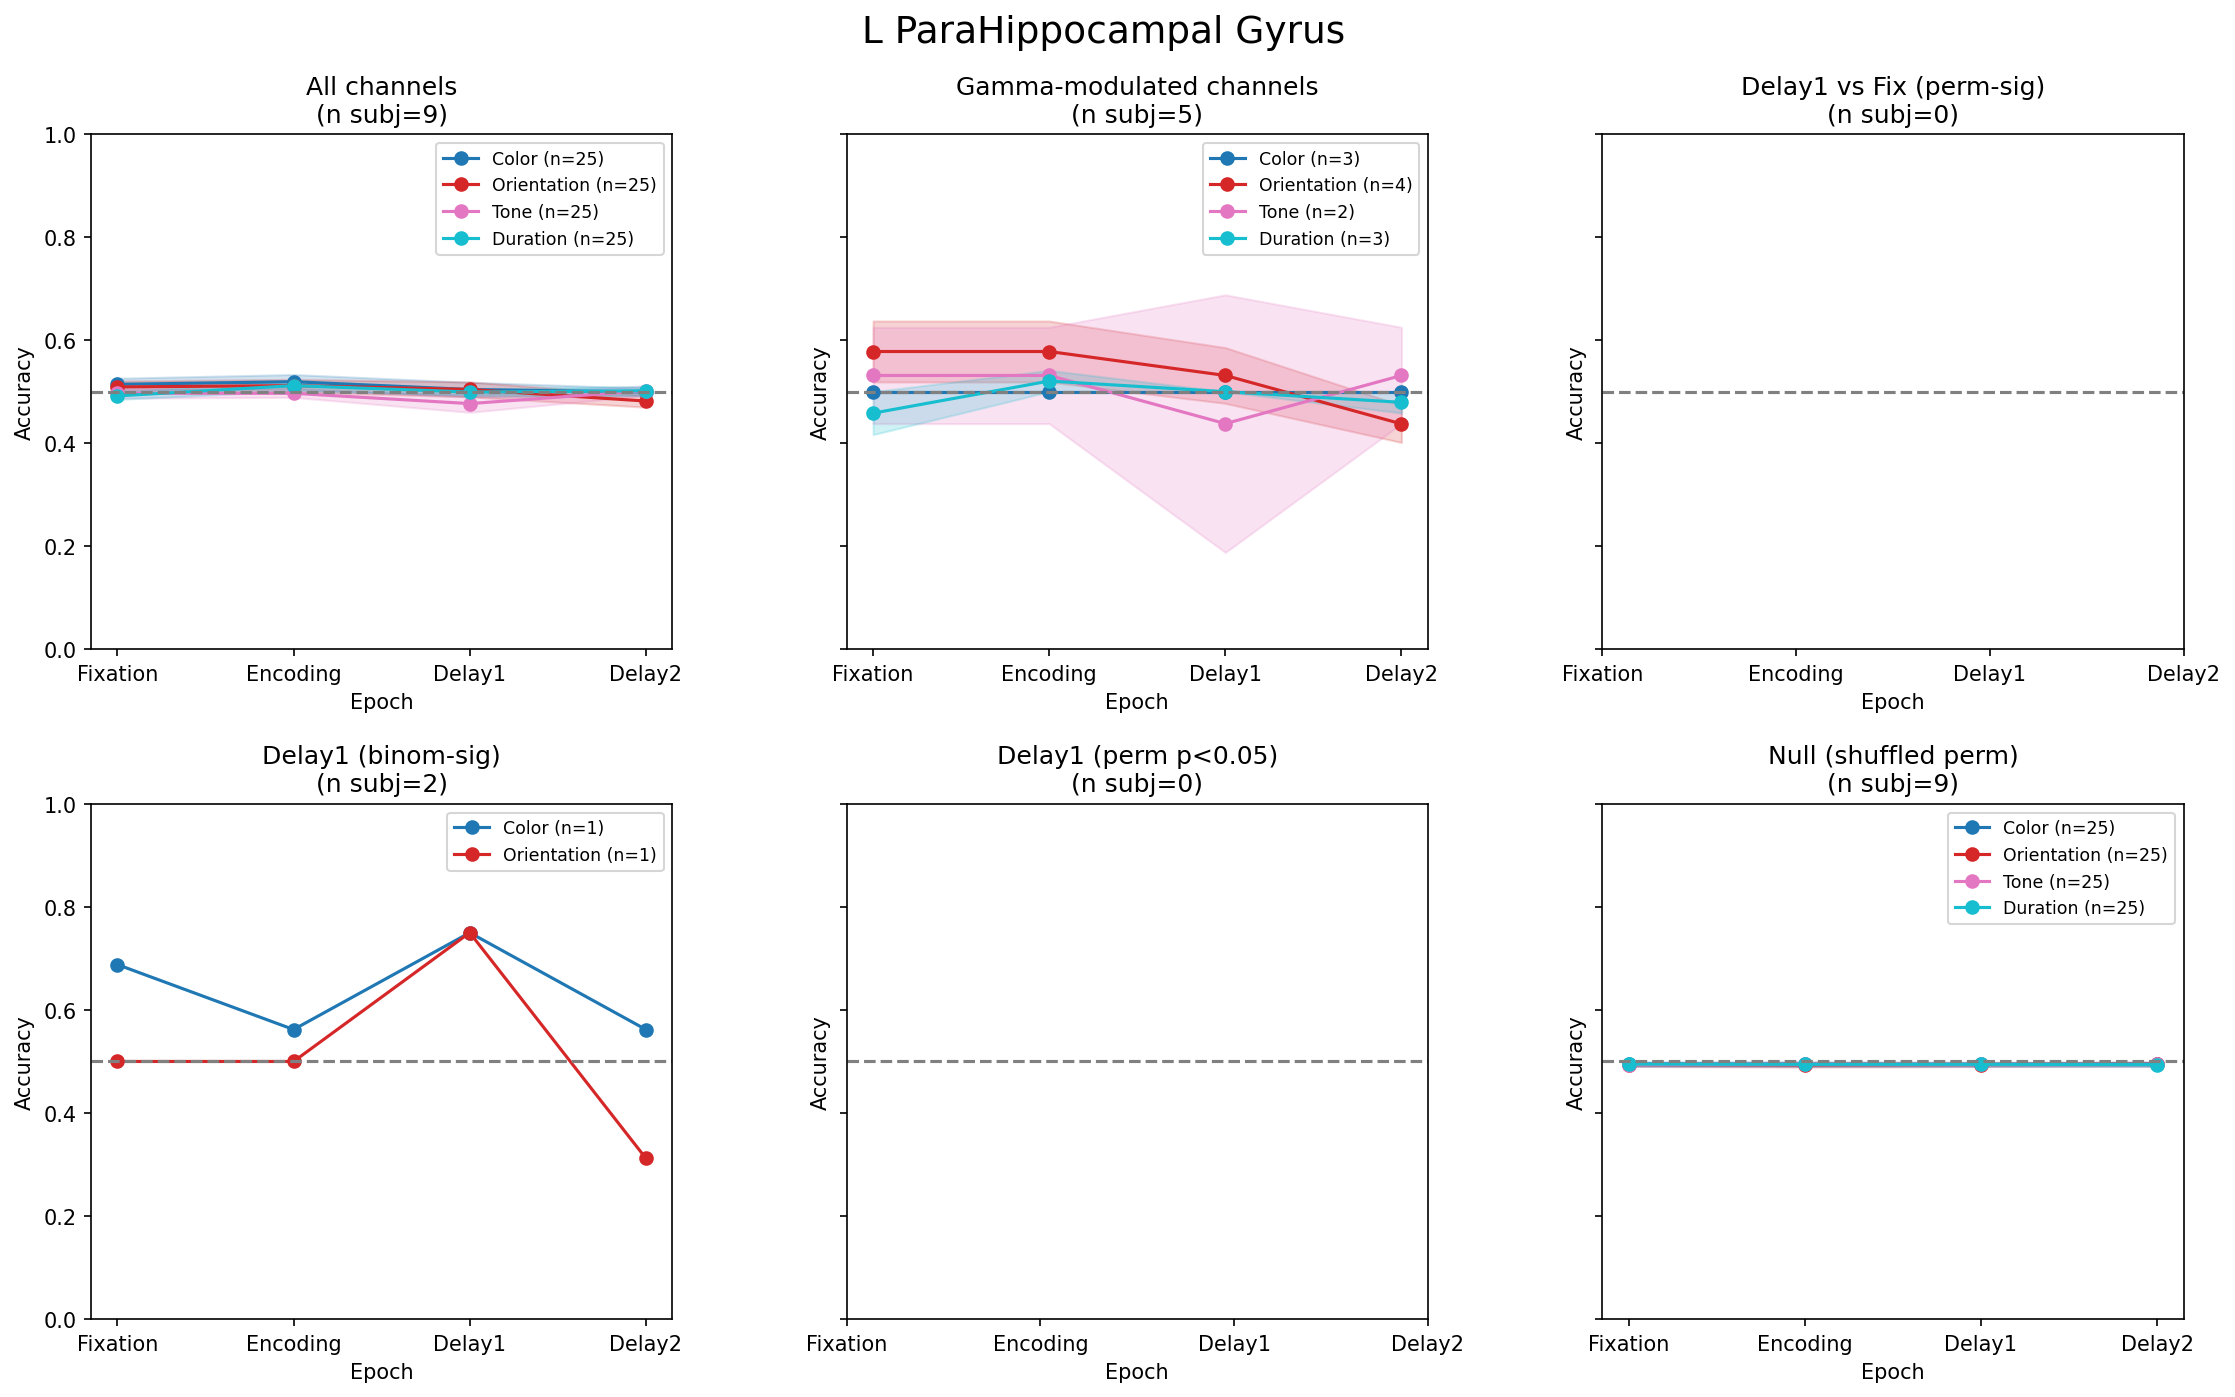 L ParaHippocampal Gyrus
All channels
(n subj=9)
1.0
0.8
0.6
0.4
0.2
0.0
Accuracy
Color (n=25)
Orientation (n=25)
Tone (n=25)
Duration (n=25)
Fixation Encoding Delay1 Delay2
Epoch
Gamma-modulated channels
(n subj=5)
Accuracy
Color (n=3)
Orientation (n=4)
Tone (n=2)
Duration (n=3)
Fixation Encoding Delay1 Delay2
Epoch
Delay1 vs Fix (perm-sig)
(n subj=0)
Accuracy
Fixation Encoding Delay1 Delay2
Epoch
Delay1 (binom-sig)
(n subj=2)
1.0
0.8
0.6
0.4
0.2
0.0
Accuracy
Color (n=1)
Orientation (n=1)
Fixation Encoding Delay1 Delay2
Epoch
Delay1 (perm p<0.05)
(n subj=0)
Accuracy
Fixation Encoding Delay1 Delay2
Epoch
Null (shuffled perm)
(n subj=9)
Accuracy
Color (n=25)
Orientation (n=25)
Tone (n=25)
Duration (n=25)
Fixation Encoding Delay1 Delay2
Epoch